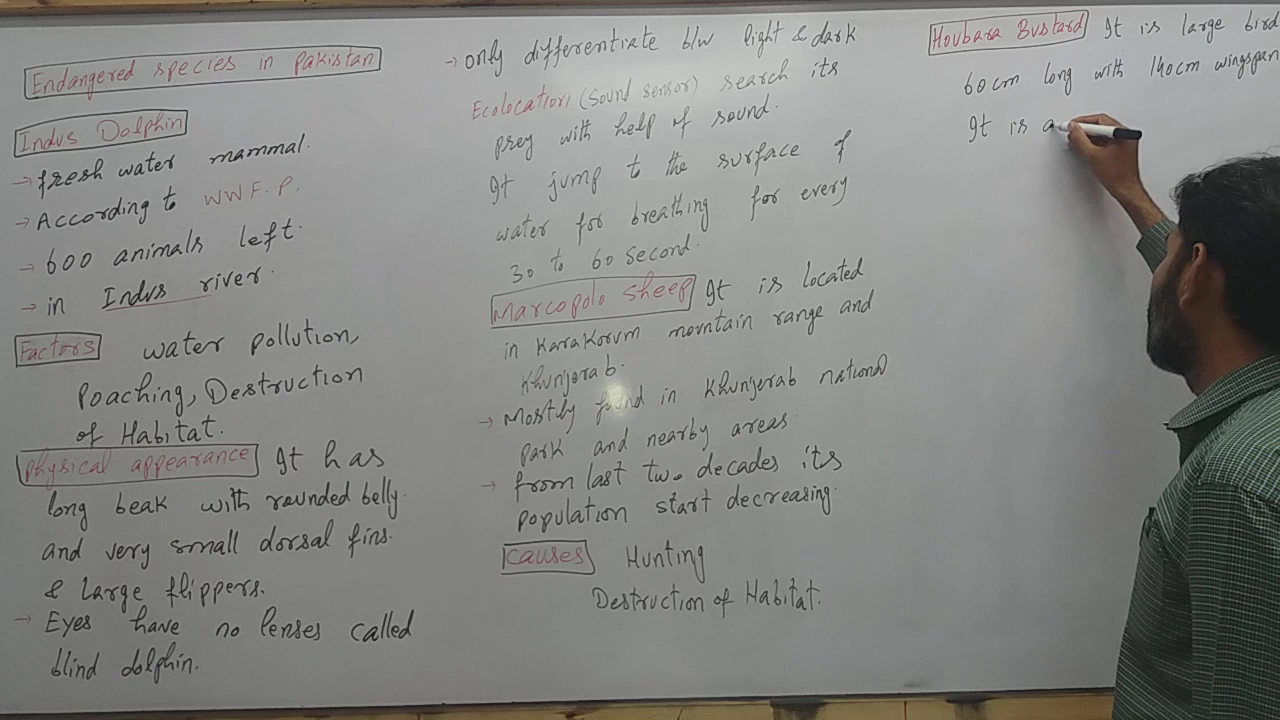 Endangered species in Pakistan
Indus Dolphin
→ fresh water mammal.
→ According to WWF.P.
→ 600 animals left.
→ in Indus river.
Factors water pollution,
Poaching, Destruction
of Habitat.
Physical appearance It has
long beak with rounded belly.
and very small dorsal fins.
& large flippers.
→ Eyes have no lenses called
blind dolphin.
→ only differentiate b/w light & dark
Ecolocation (sound sensor) search its
prey with help of sound.
It jump to the surface of
water for breathing for every
30 to 60 second.
Marcopolo sheep It is located
in Karakorum mountain range and
Khunjerab.
→ Mostly found in Khunjerab national
park and nearby areas.
→ from last two decades its
population start decreasing.
Causes Hunting
Destruction of Habitat.
Houbara Bustard It is large bird
60cm long with 140cm wingspan
It is a